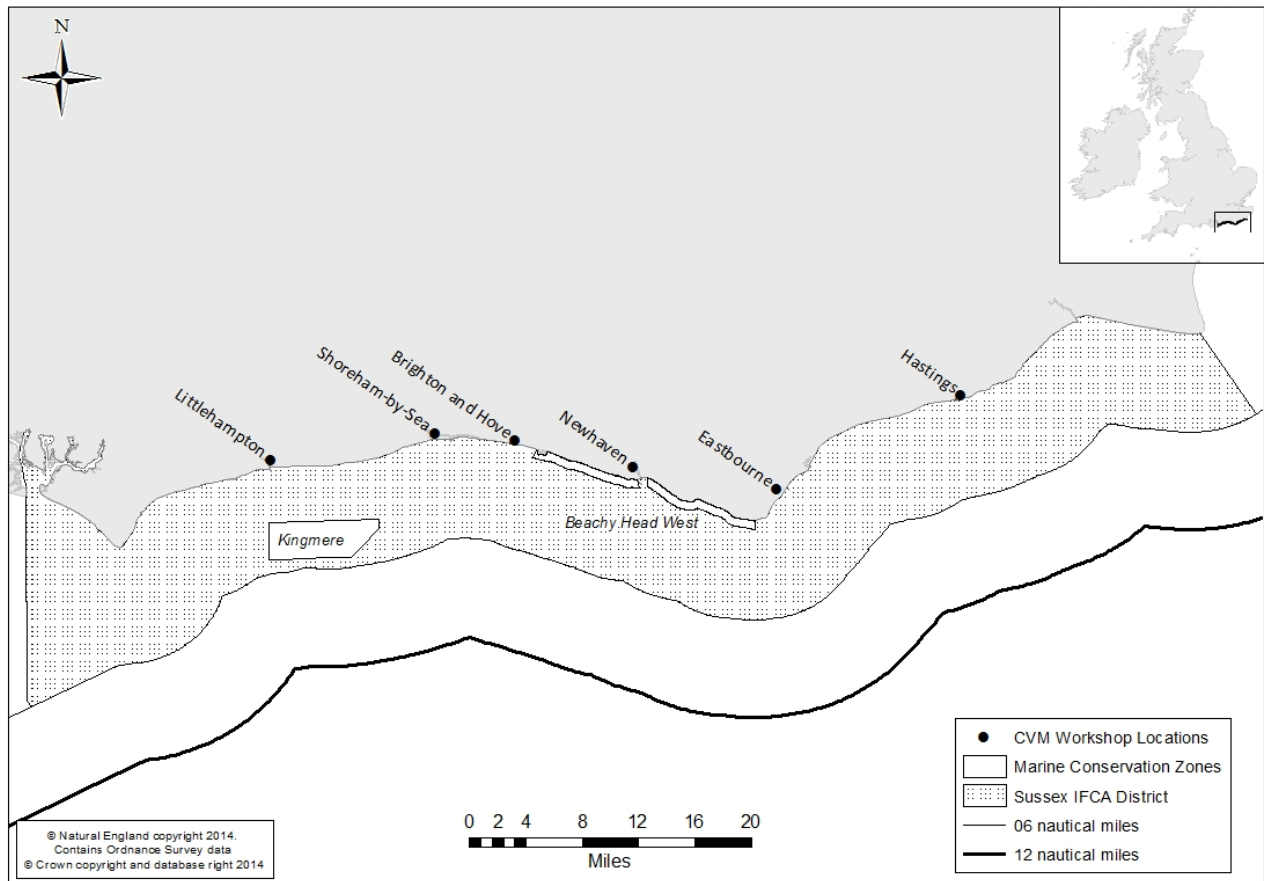 N
Littlehampton
Shoreham-by-Sea
Brighton and Hove
Newhaven
Eastbourne
Hastings
Kingmere
Beachy Head West
CVM Workshop Locations
Marine Conservation Zones
Sussex IFCA District
06 nautical miles
12 nautical miles
0 2 4 8 12 16 20
Miles
© Natural England copyright 2014.
Contains Ordnance Survey data
© Crown copyright and database right 2014